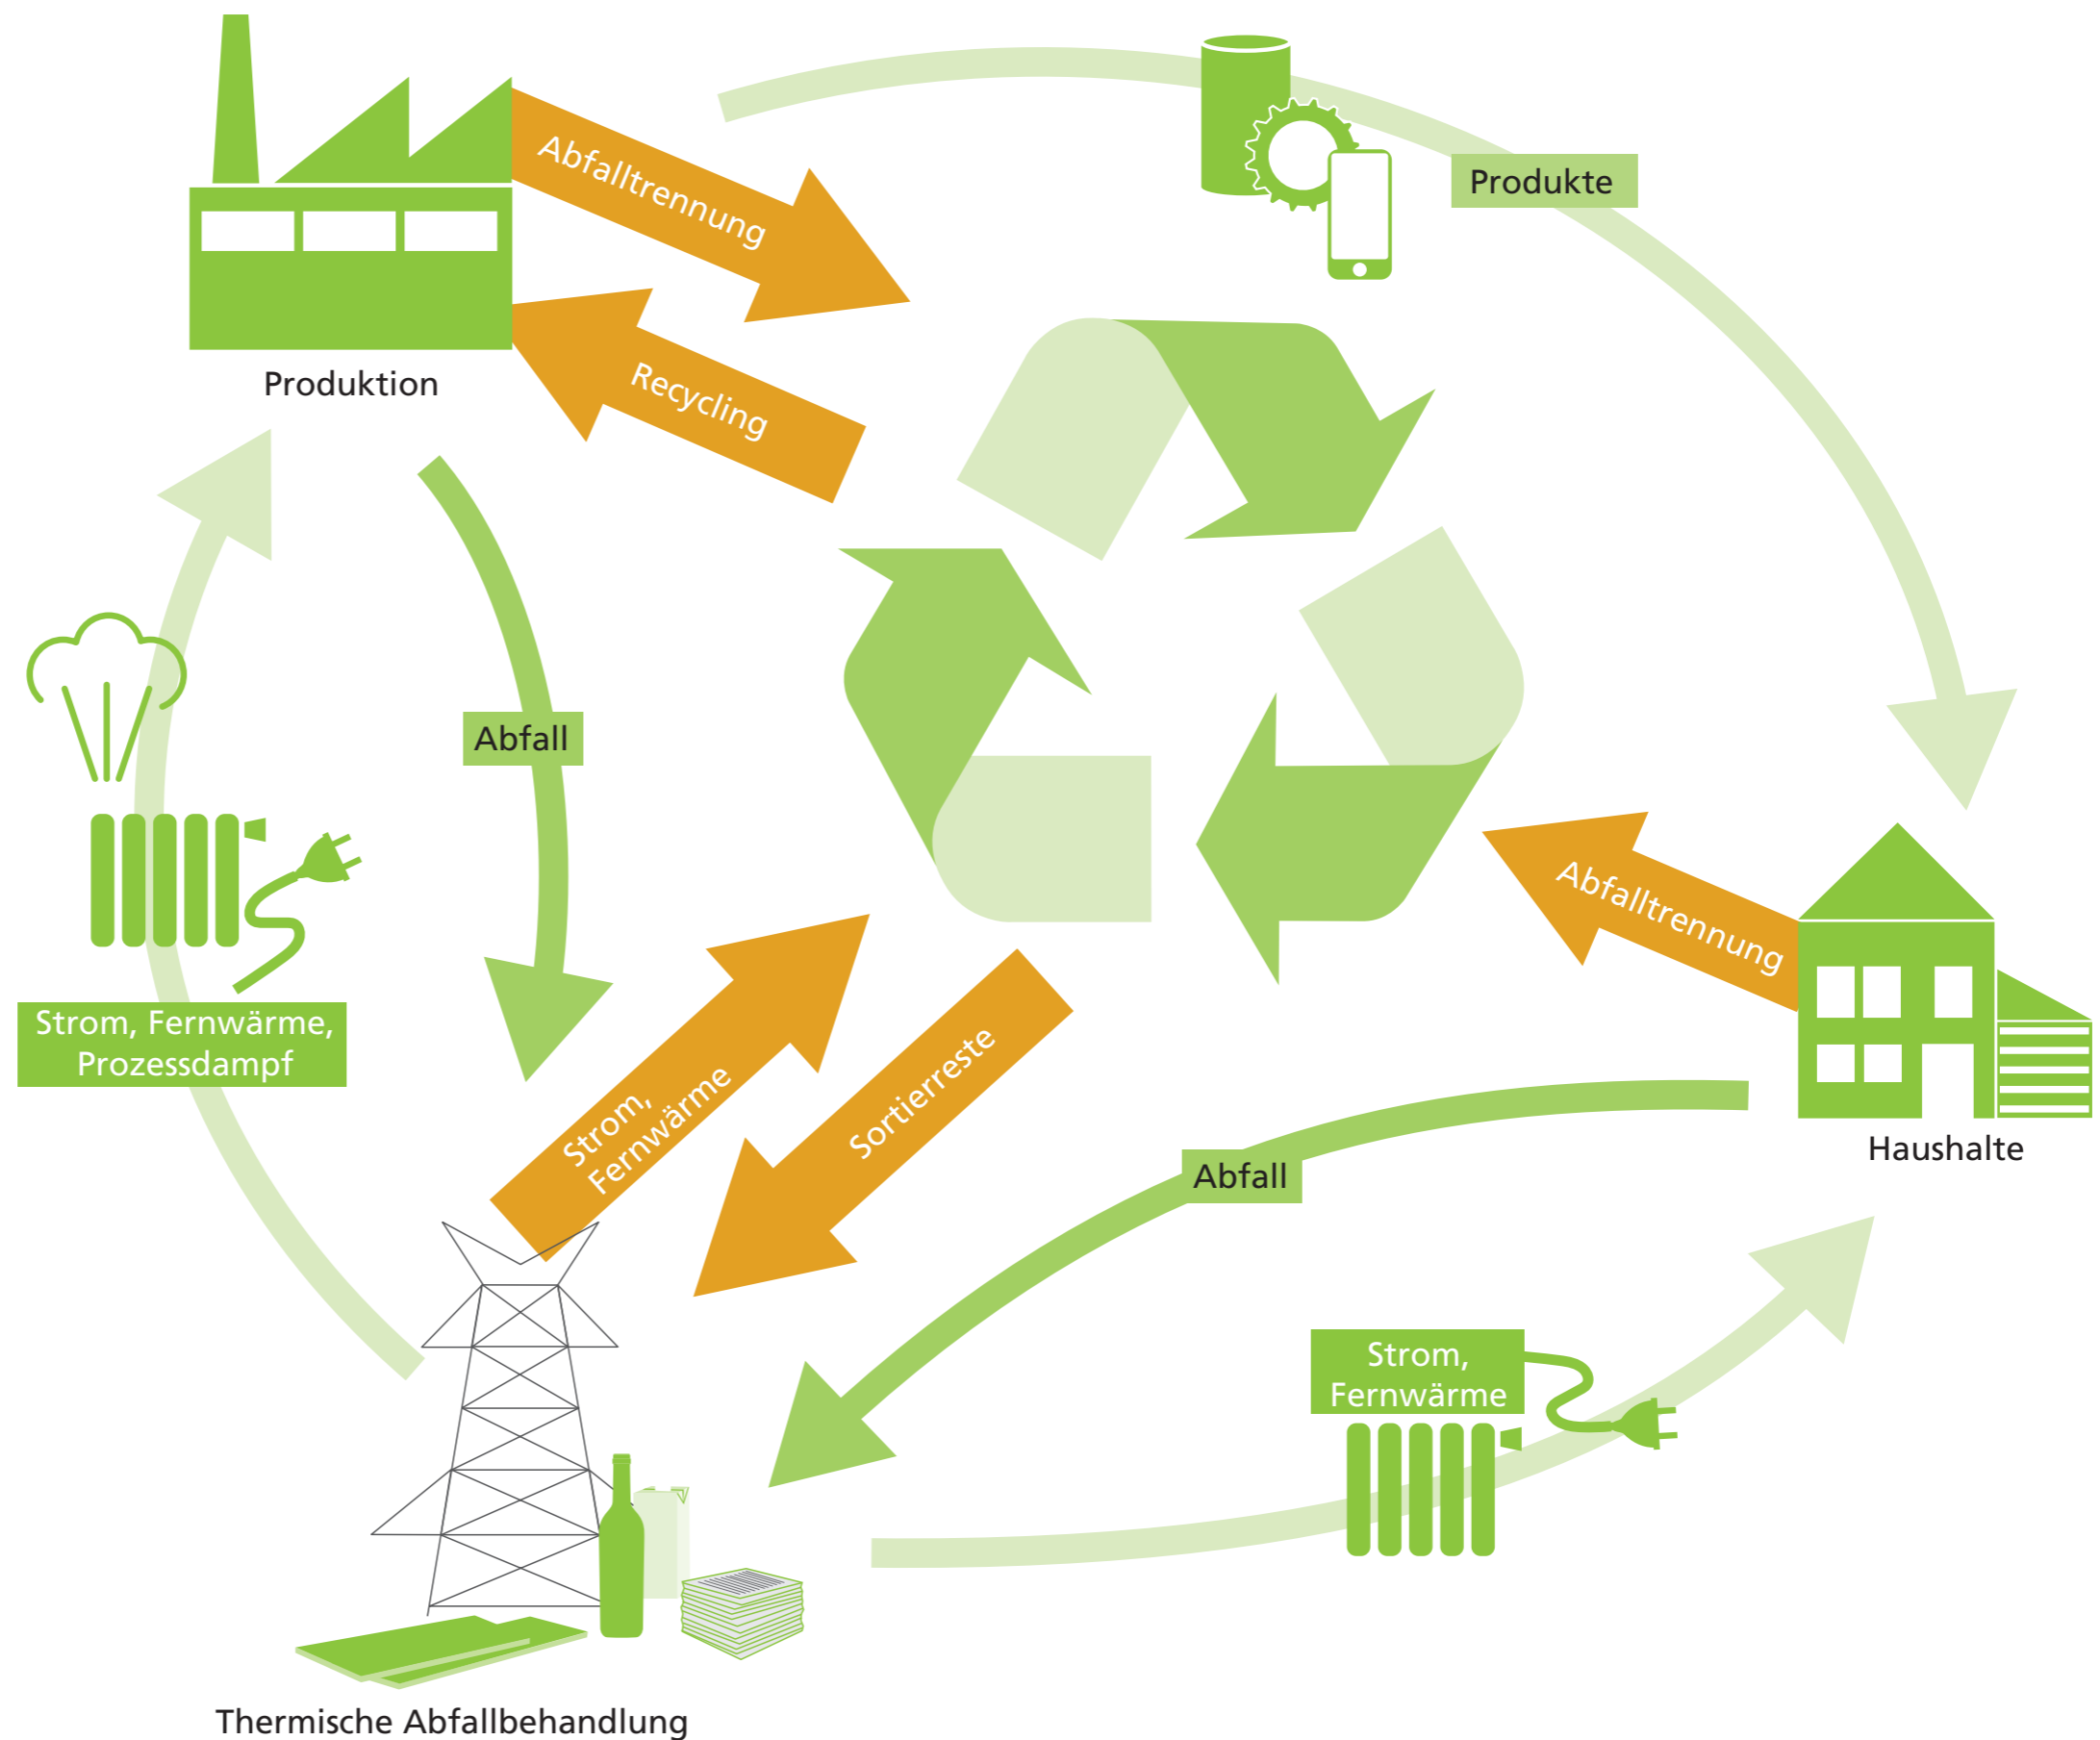 Abfalltrennung
Produkte
Produktion
Recycling
Abfall
Strom, Fernwärme,
Prozessdampf
Abfalltrennung
Strom,
Fernwärme
Sortierreste
Haushalte
Abfall
Strom,
Fernwärme
Thermische Abfallbehandlung